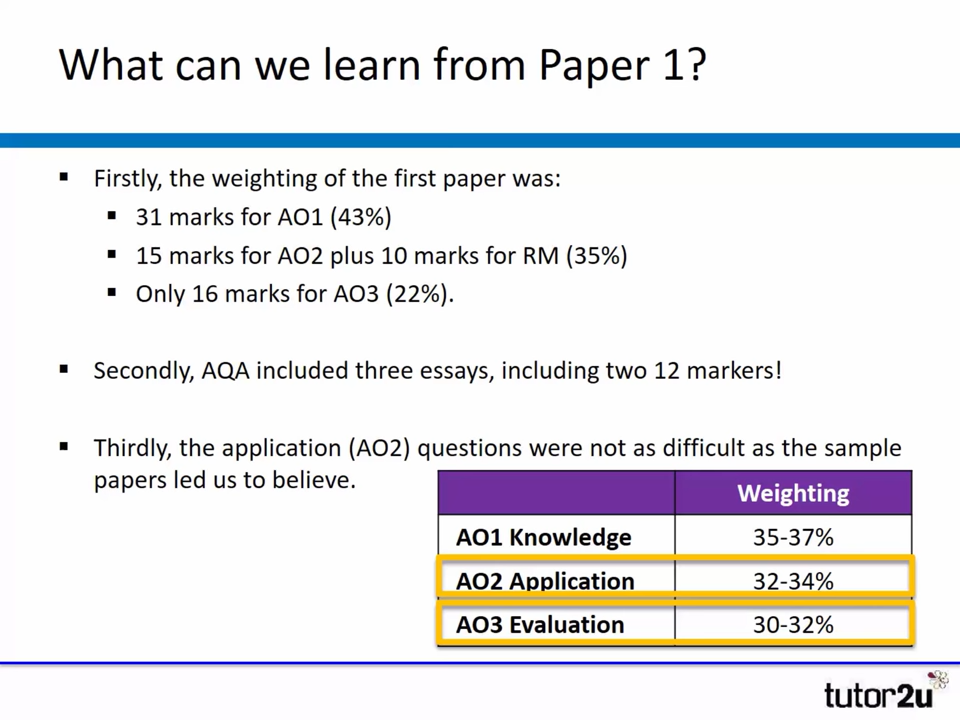 What can we learn from Paper 1?
▪ Firstly, the weighting of the first paper was:
▪ 31 marks for AO1 (43%)
▪ 15 marks for AO2 plus 10 marks for RM (35%)
▪ Only 16 marks for AO3 (22%).
▪ Secondly, AQA included three essays, including two 12 markers!
▪ Thirdly, the application (AO2) questions were not as difficult as the sample
papers led us to believe.
Weighting
AO1 Knowledge 35-37%
AO2 Application 32-34%
AO3 Evaluation 30-32%
tutor2u